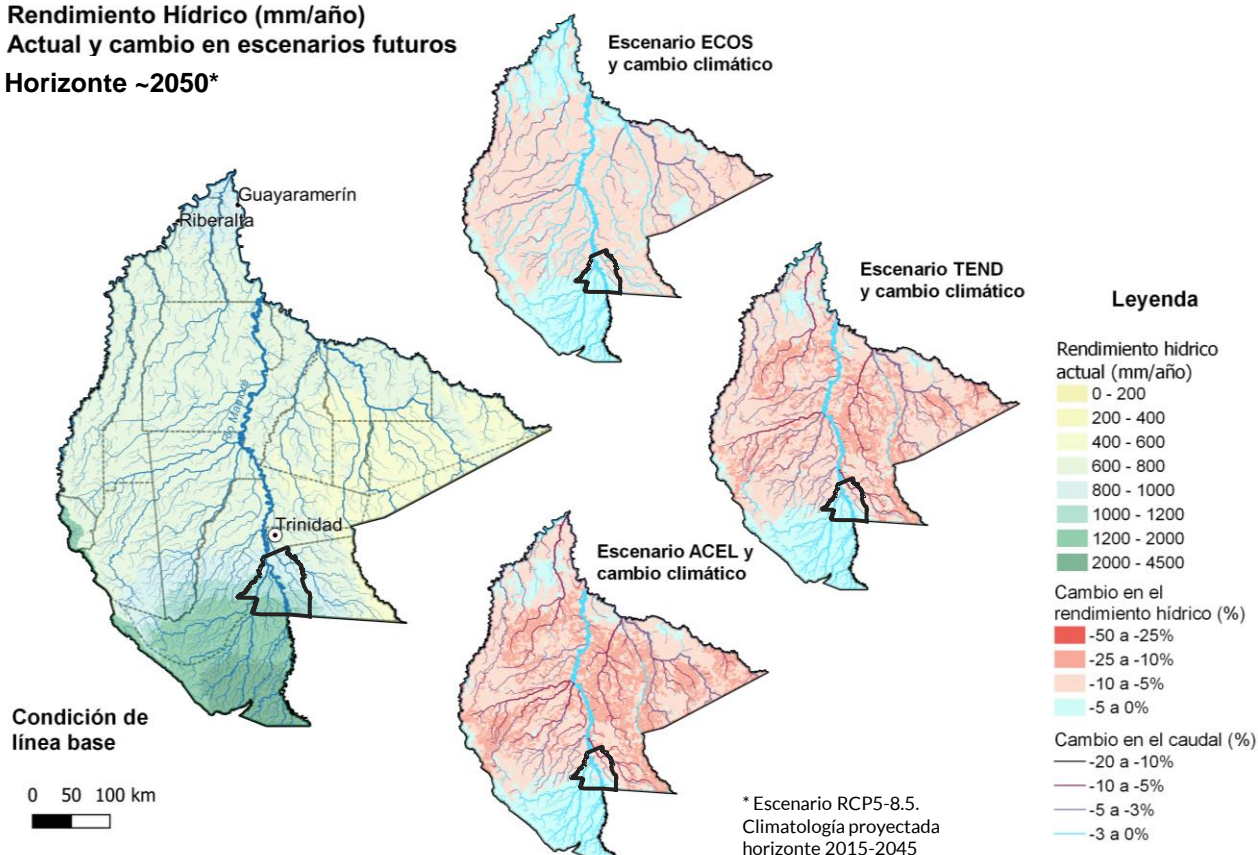 Rendimiento Hídrico (mm/año)
Actual y cambio en escenarios futuros
Horizonte ~2050*
Escenario ECOS
y cambio climático
Guayaramerín
Riberalta
Escenario TEND
y cambio climático
Trinidad
Escenario ACEL y
cambio climático
Condición de
línea base
0 50 100 km
* Escenario RCP5-8.5.
Climatología proyectada
horizonte 2015-2045
Leyenda
Rendimiento hidrico
actual (mm/año)
0 - 200
200 - 400
400 - 600
600 - 800
800 - 1000
1000 - 1200
1200 - 2000
2000 - 4500
Cambio en el
rendimiento hídrico (%)
-50 a -25%
-25 a -10%
-10 a -5%
-5 a 0%
Cambio en el caudal (%)
-20 a -10%
-10 a -5%
-5 a -3%
-3 a 0%